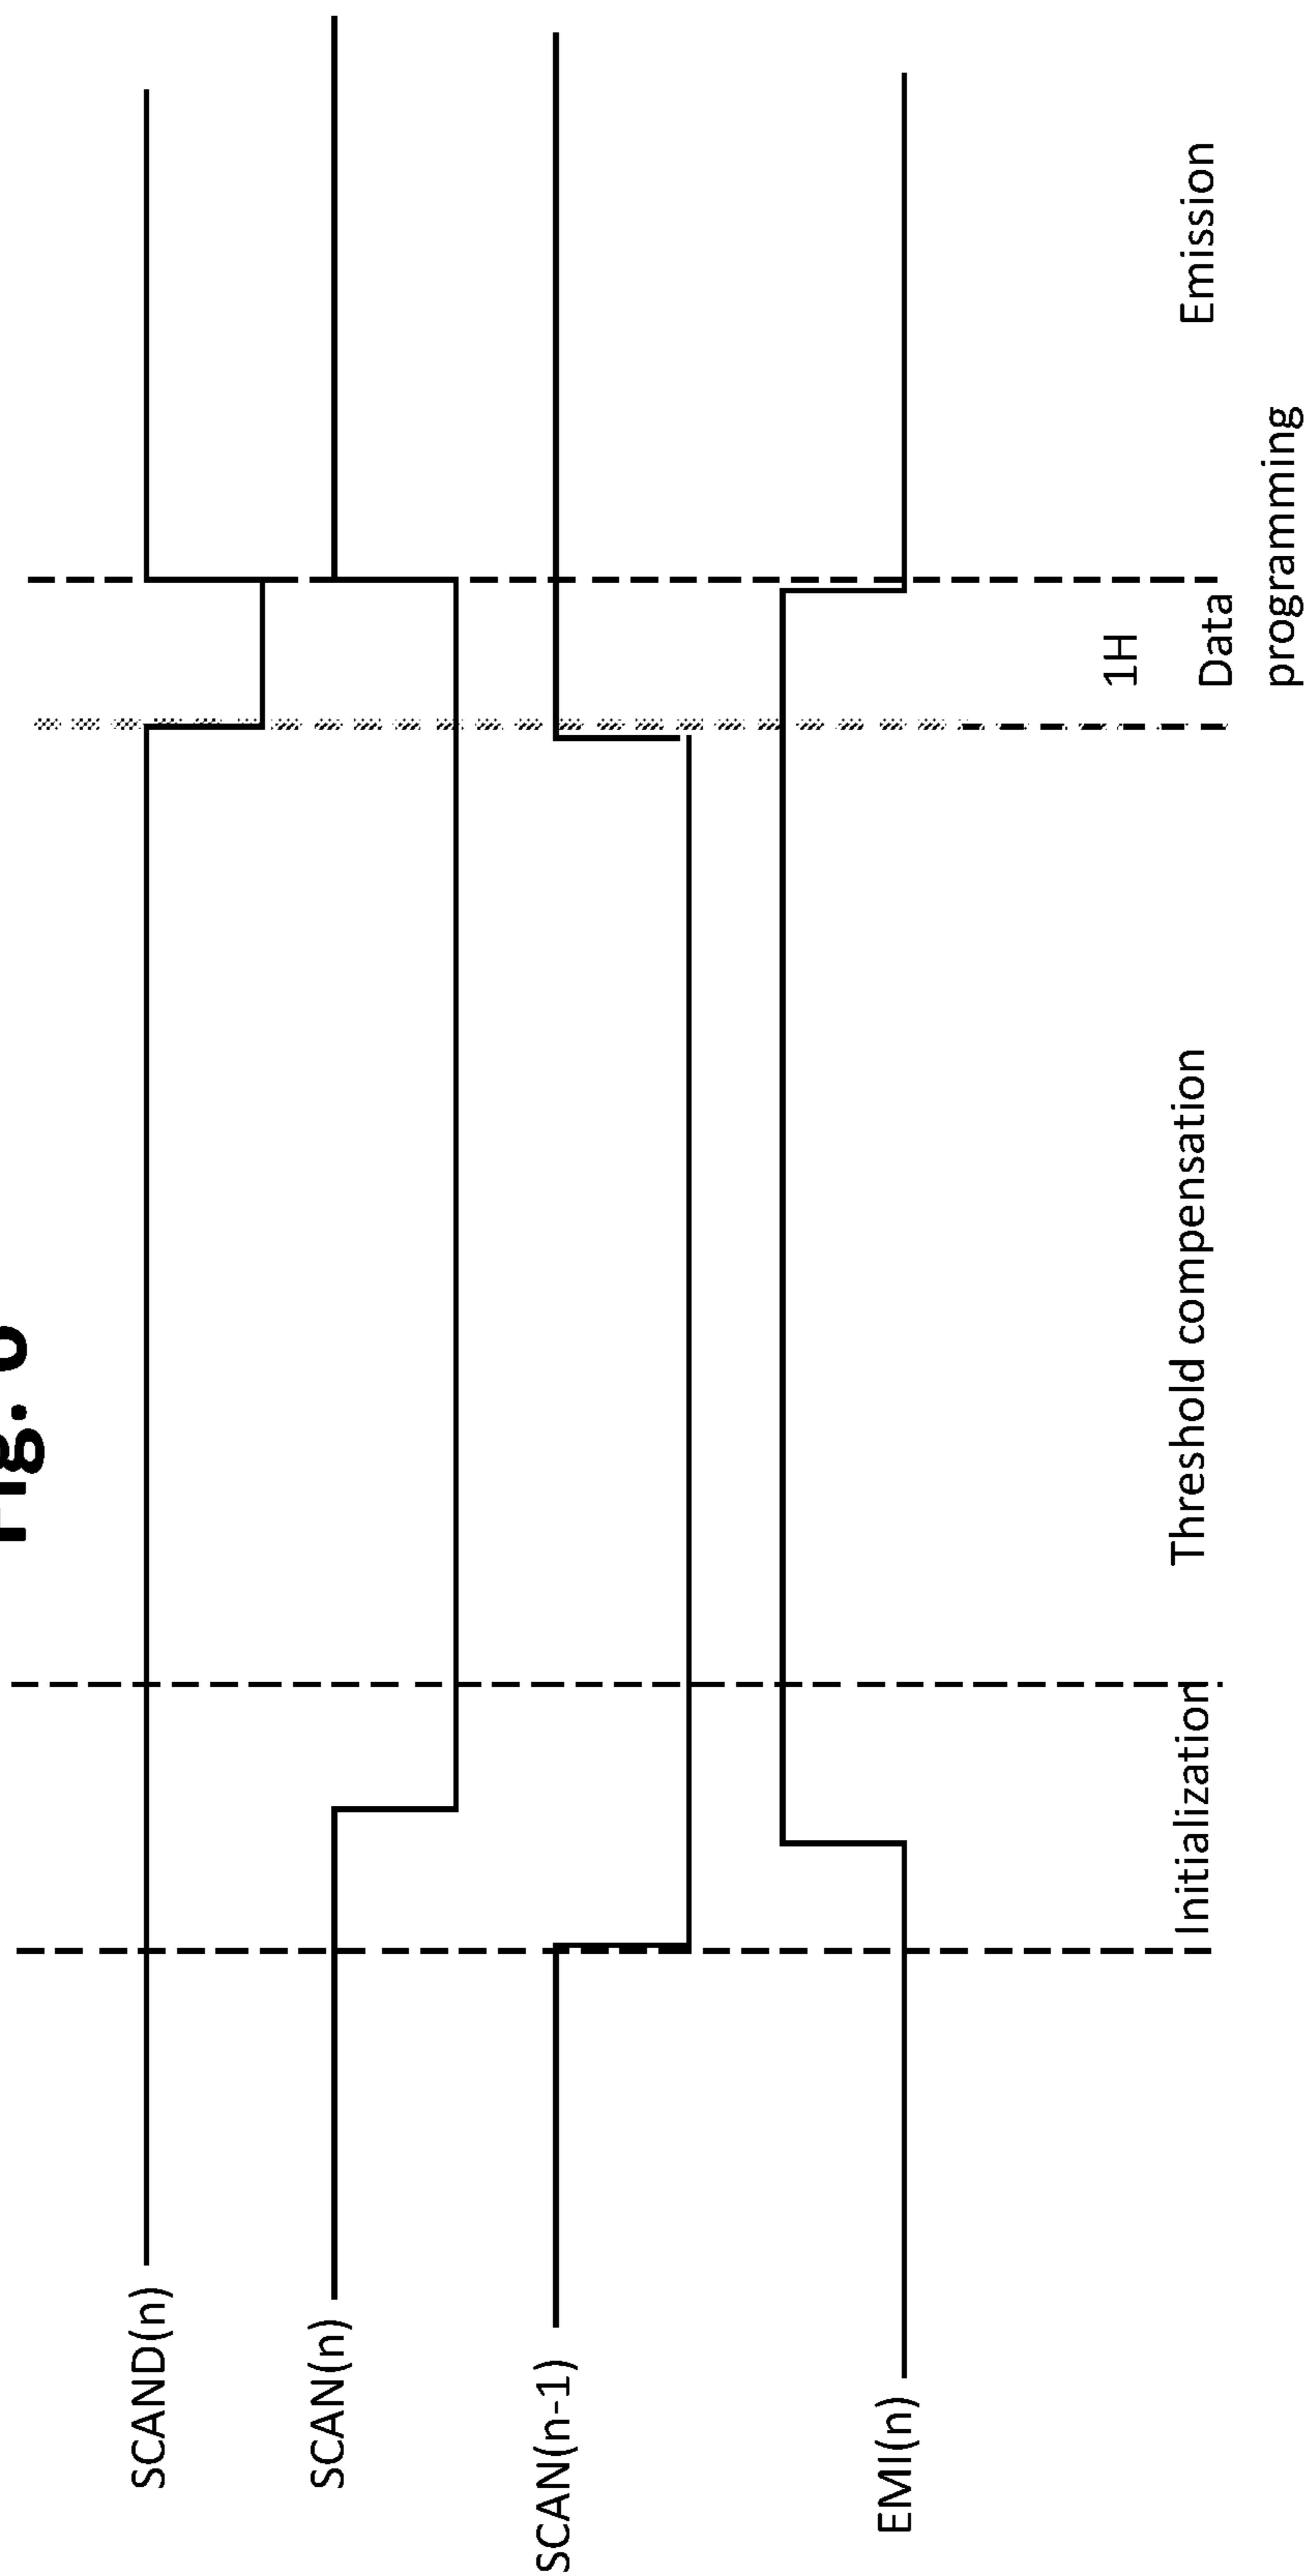 SCAND(n)
SCAN(n)
SCAN(n-1)
EMI(n)
Initialization
Threshold compensation
1H
Data
programming
Emission